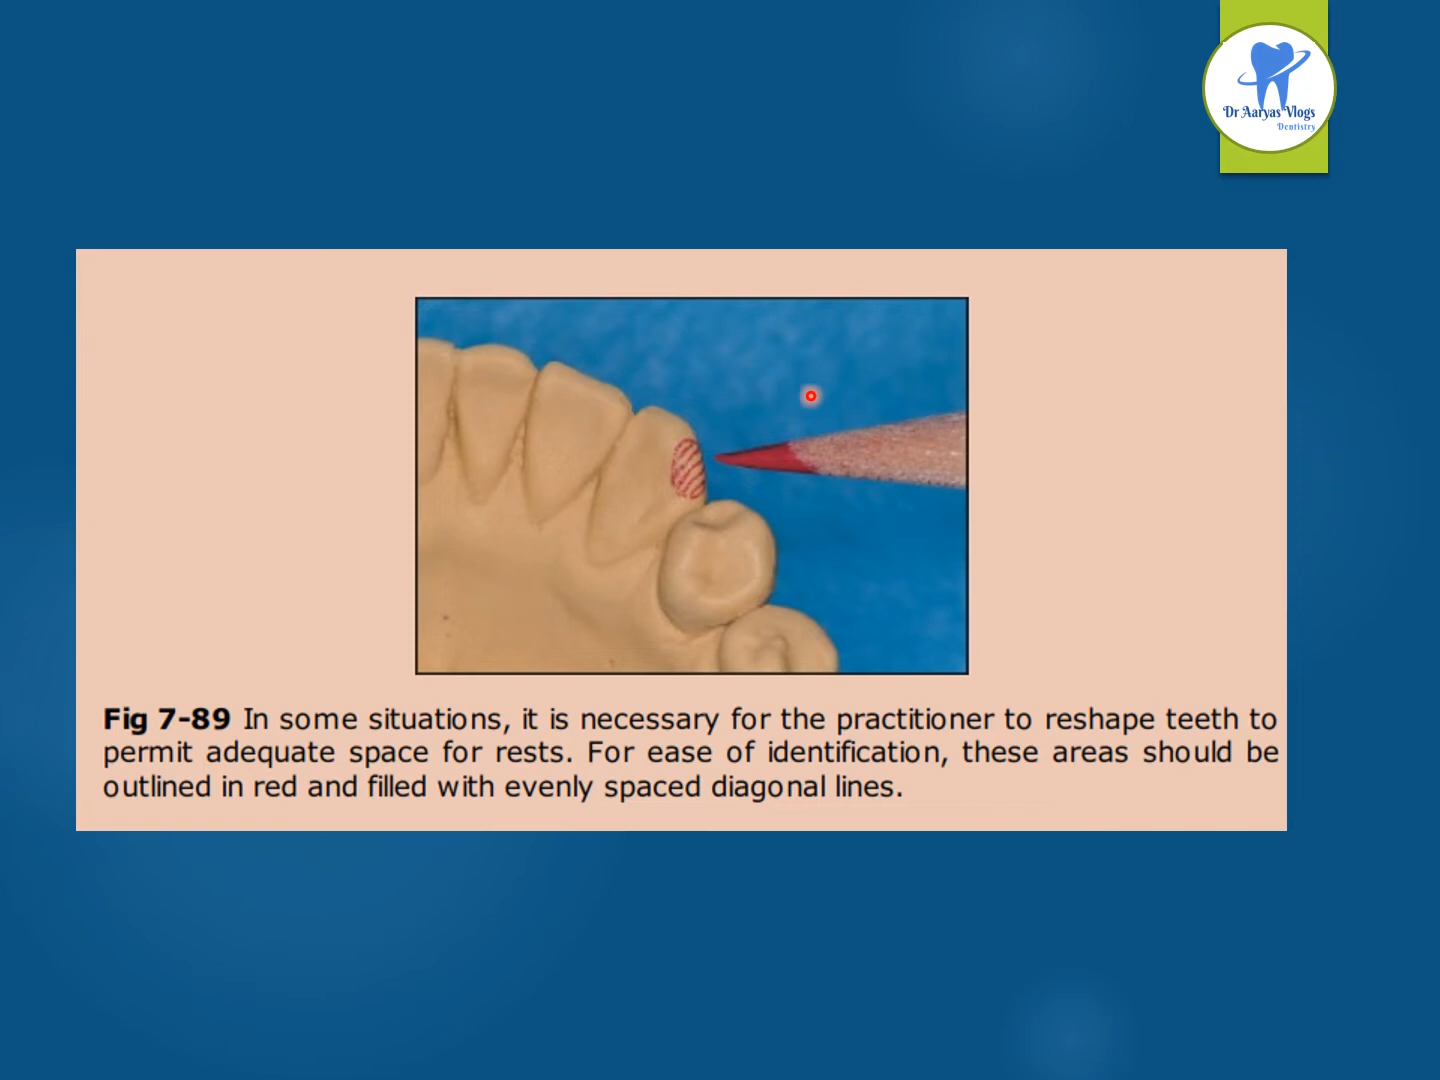 Dr Aaryas Vlogs
Dentistry
Fig 7-89 In some situations, it is necessary for the practitioner to reshape teeth to
permit adequate space for rests. For ease of identification, these areas should be
outlined in red and filled with evenly spaced diagonal lines.